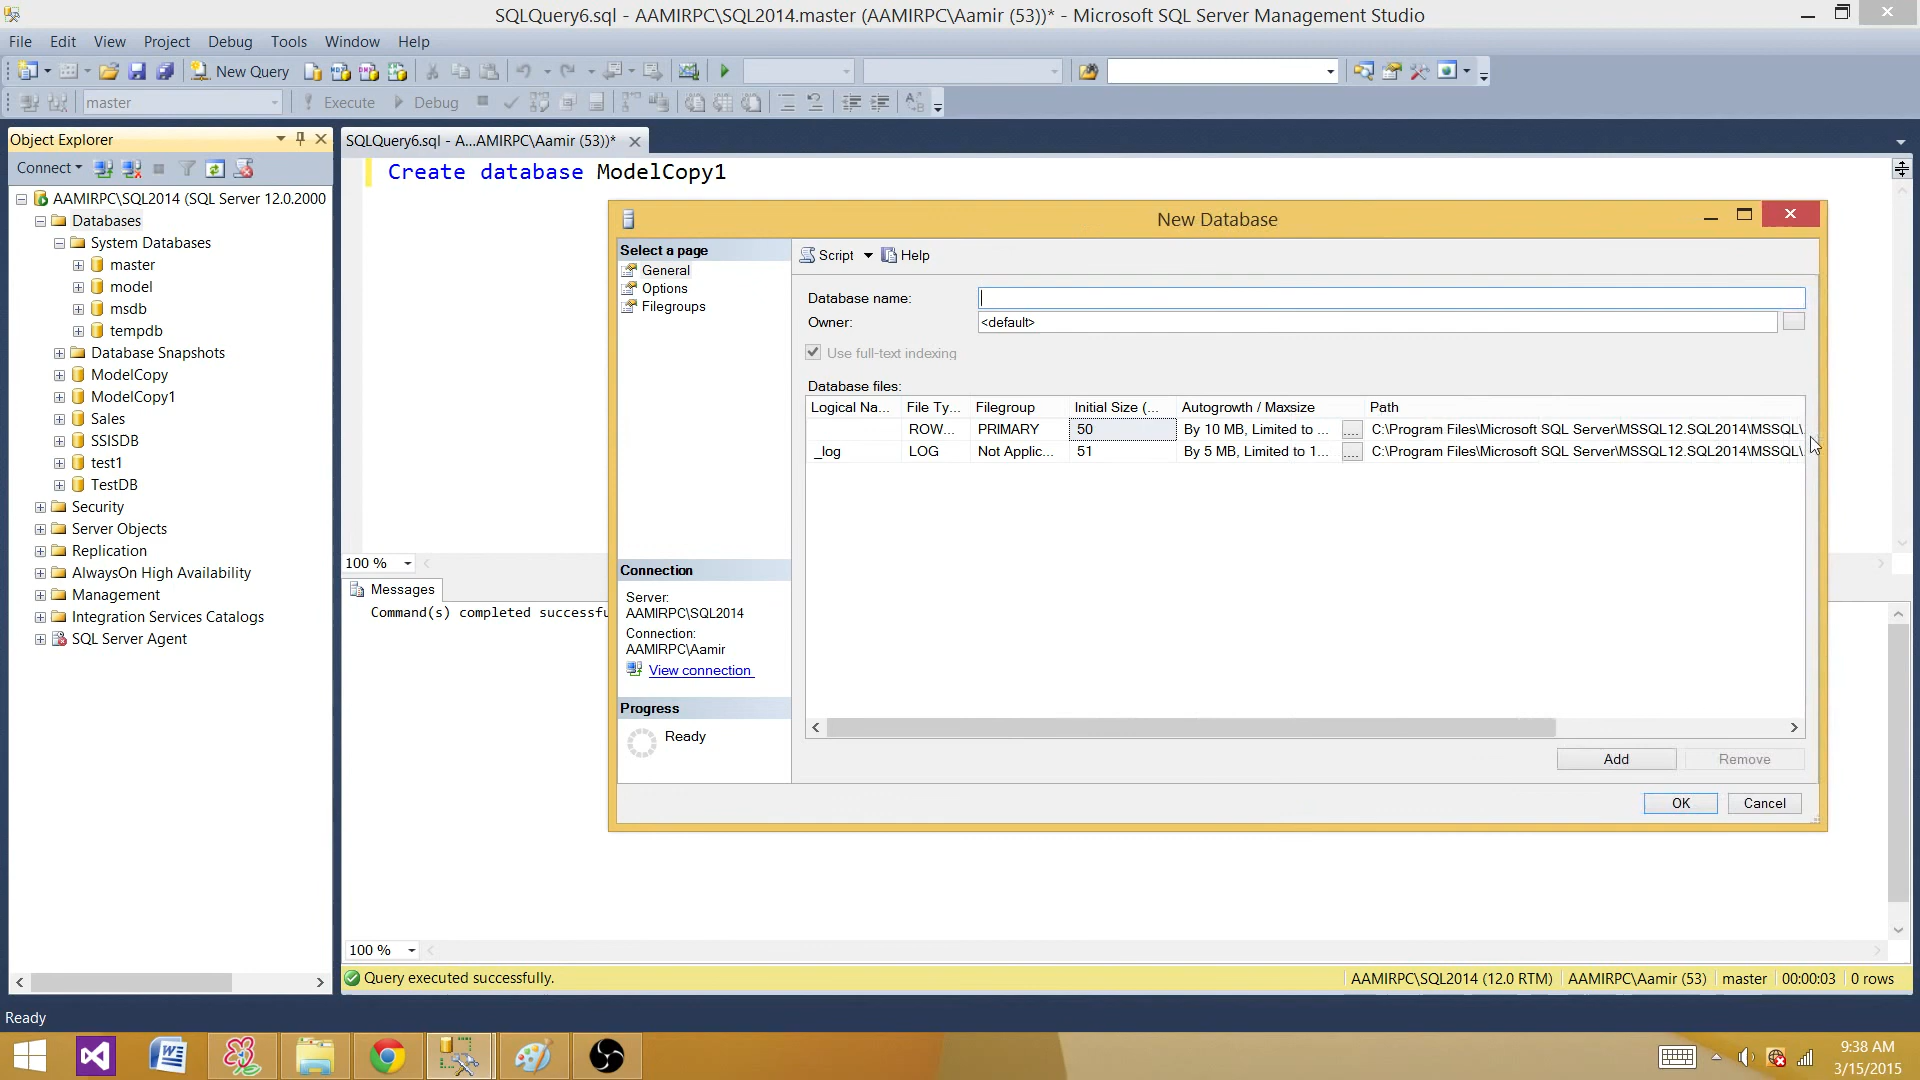 SQLQuery6.sql - AAMIRPC\SQL2014.master (AAMIRPC\Aamir (53))* - Microsoft SQL Server Management Studio
File Edit View Project Debug Tools Window Help
New Query
master Execute Debug
Object Explorer
SQLQuery6.sql - A...AMIRPC\Aamir (53))*
Connect
Create database ModelCopy1
AAMIRPC\SQL2014 (SQL Server 12.0.2000
Databases
System Databases
master
model
msdb
tempdb
Database Snapshots
ModelCopy
ModelCopy1
Sales
SSISDB
test1
TestDB
Security
Server Objects
Replication
AlwaysOn High Availability
Management
Integration Services Catalogs
SQL Server Agent
New Database
Select a page
General
Options
Filegroups
Script Help
Database name:
Owner: <default>
Use full-text indexing
Database files:
Logical Na... File Ty... Filegroup Initial Size (... Autogrowth / Maxsize Path
ROW... PRIMARY 50 By 10 MB, Limited to ... .... C:\Program Files\Microsoft SQL Server\MSSQL12.SQL2014\MSSQL\
_log LOG Not Applic... 51 By 5 MB, Limited to 1... .... C:\Program Files\Microsoft SQL Server\MSSQL12.SQL2014\MSSQL\
Connection
Server:
AAMIRPC\SQL2014
Connection:
AAMIRPC\Aamir
View connection
Progress
Ready
Add Remove
OK Cancel
100 %
Messages
Command(s) completed
100 %
Query executed successfully. AAMIRPC\SQL2014 (12.0 RTM) AAMIRPC\Aamir (53) master 00:00:03 0 rows
Ready
9:38 AM
3/15/2015